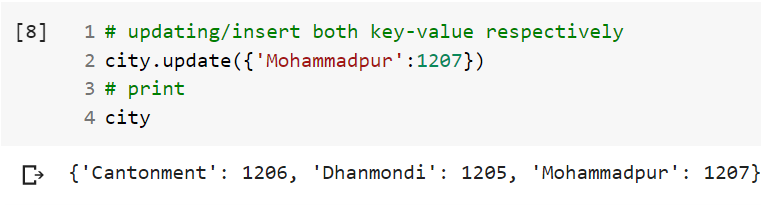 [8] 1 # updating/insert both key-value respectively
2 city.update({'Mohammadpur':1207})
3 # print
4 city
{'Cantonment': 1206, 'Dhanmondi': 1205, 'Mohammadpur': 1207}